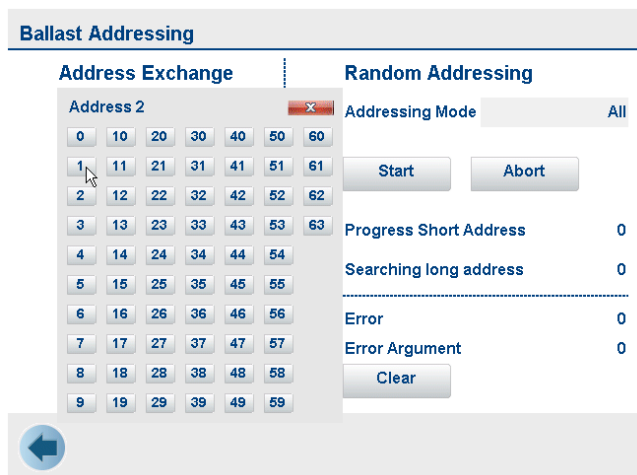 Ballast Addressing
Address Exchange
Address 2
x
0 10 20 30 40 50 60
1 11 21 31 41 51 61
2 12 22 32 42 52 62
3 13 23 33 43 53 63
4 14 24 34 44 54
5 15 25 35 45 55
6 16 26 36 46 56
7 17 27 37 47 57
8 18 28 38 48 58
9 19 29 39 49 59
Random Addressing
Addressing Mode All
Start Abort
Progress Short Address 0
Searching long address 0
Error 0
Error Argument 0
Clear